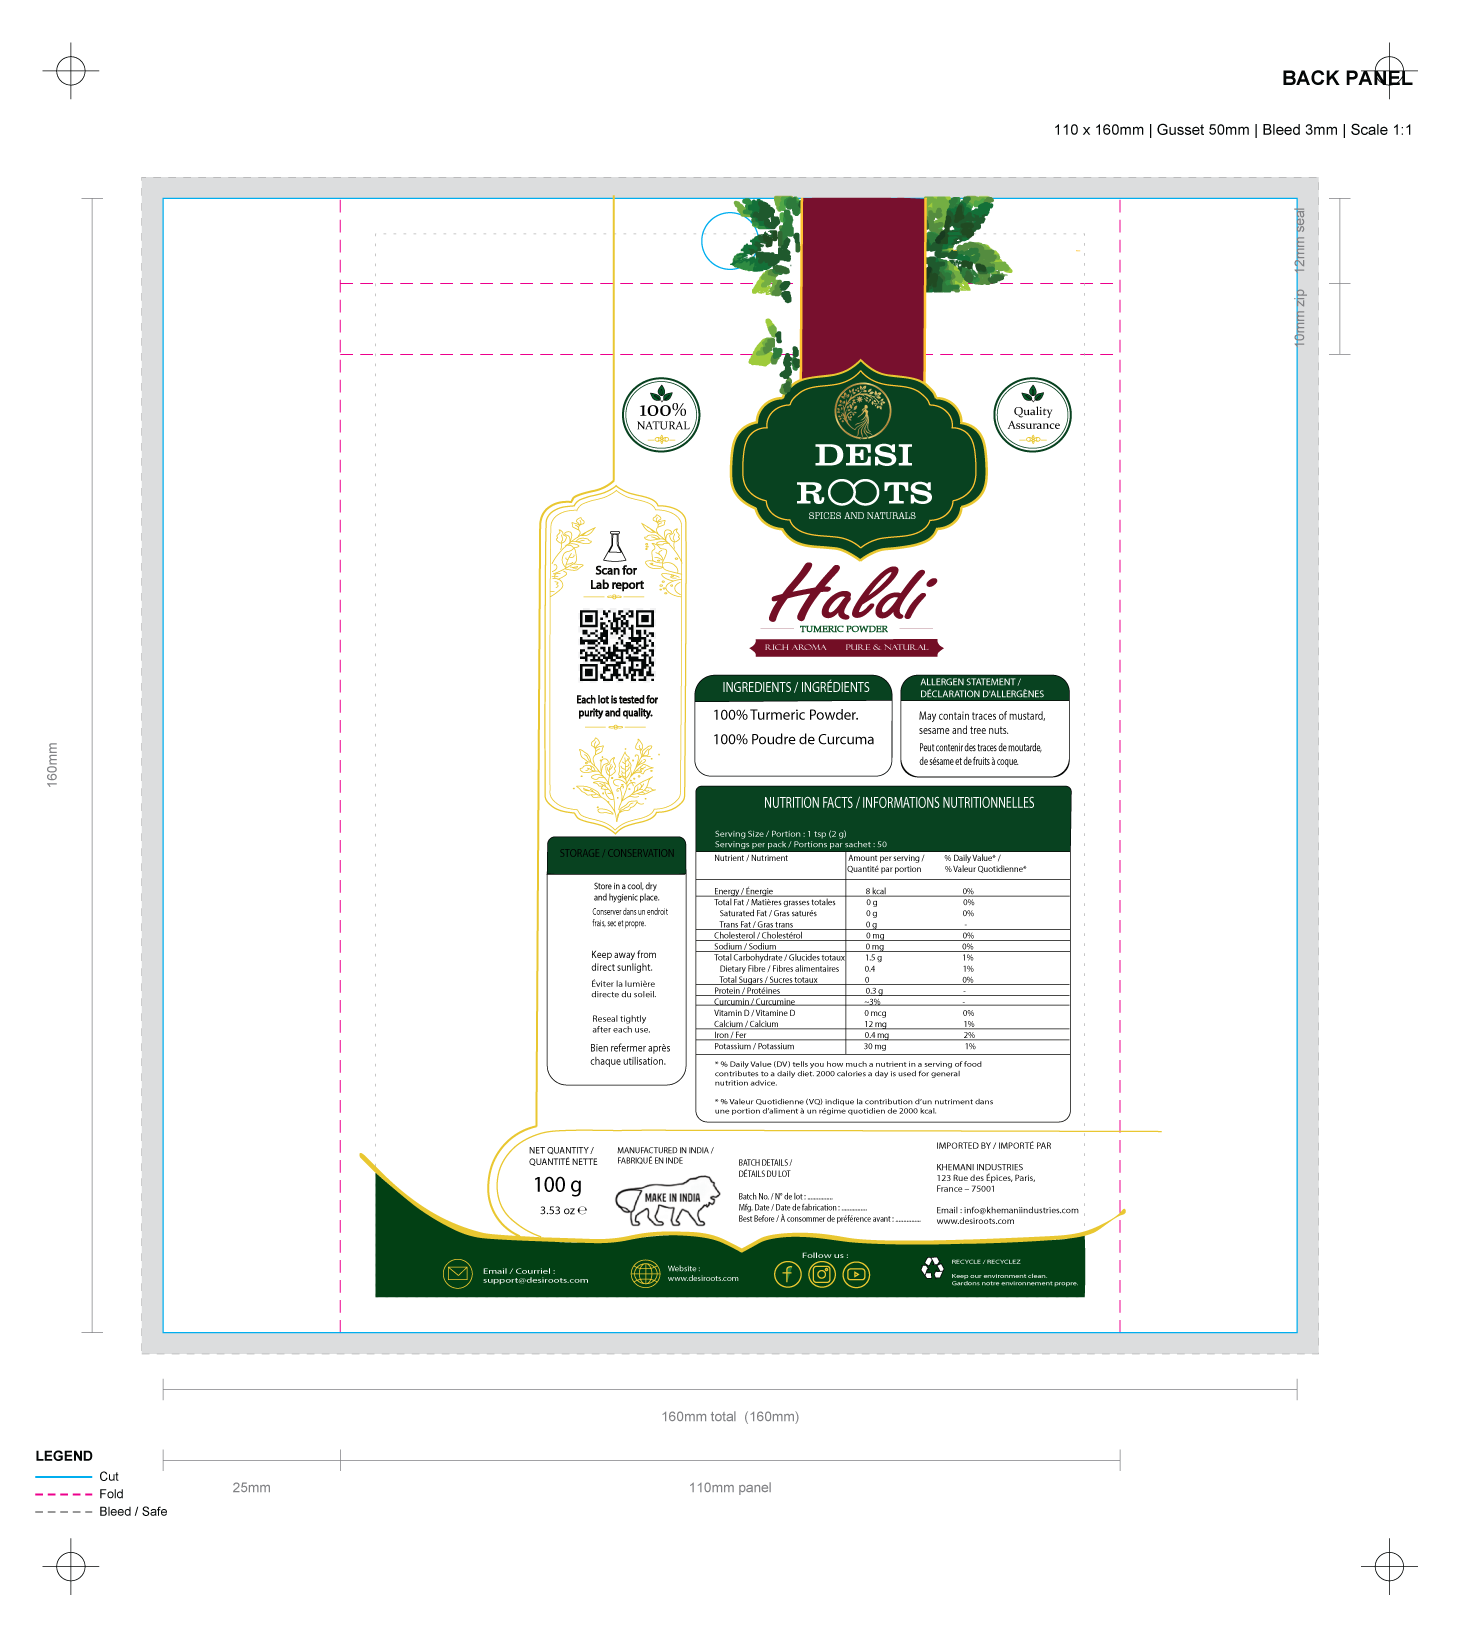 BACK PANEL
110 x 160mm | Gusset 50mm | Bleed 3mm | Scale 1:1
12mm seal
10mm zip
160mm
100%
NATURAL
Quality
Assurance
DESI
ROOTS
SPICES AND NATURALS
Haldi
TUMERIC POWDER
RICH AROMA PURE & NATURAL
Scan for
Lab report
Each lot is tested for
purity and quality.
INGREDIENTS / INGRÉDIENTS
100% Turmeric Powder.
100% Poudre de Curcuma
ALLERGEN STATEMENT /
DÉCLARATION D'ALLERGÈNES
May contain traces of mustard,
sesame and tree nuts.
Peut contenir des traces de moutarde,
de sésame et de fruits à coque.
STORAGE / CONSERVATION
Store in a cool, dry
and hygienic place.
Conserver dans un endroit
frais, sec et propre.
Keep away from
direct sunlight.
Éviter la lumière
directe du soleil.
Reseal tightly
after each use.
Bien refermer après
chaque utilisation.
NUTRITION FACTS / INFORMATIONS NUTRITIONNELLES
Serving Size / Portion : 1 tsp (2 g)
Servings per pack / Portions par sachet : 50
Nutrient / Nutriment Amount per serving / % Daily Value* /
Quantité par portion % Valeur Quotidienne*
Energy / Énergie 8 kcal 0%
Total Fat / Matières grasses totales 0 g 0%
Saturated Fat / Gras saturés 0 g 0%
Trans Fat / Gras trans 0 g -
Cholesterol / Cholestérol 0 mg 0%
Sodium / Sodium 0 mg 0%
Total Carbohydrate / Glucides totaux 1.5 g 1%
Dietary Fibre / Fibres alimentaires 0.4 1%
Total Sugars / Sucres totaux 0 0%
Protein / Protéines 0.3 g -
Curcumin / Curcumine ~3% -
Vitamin D / Vitamine D 0 mcg 0%
Calcium / Calcium 12 mg 1%
Iron / Fer 0.4 mg 2%
Potassium / Potassium 30 mg 1%
* % Daily Value (DV) tells you how much a nutrient in a serving of food
contributes to a daily diet. 2000 calories a day is used for general
nutrition advice.
* % Valeur Quotidienne (VQ) indique la contribution d'un nutriment dans
une portion d'aliment à un régime quotidien de 2000 kcal.
NET QUANTITY /
QUANTITÉ NETTE
100 g
3.53 oz ℮
MANUFACTURED IN INDIA /
FABRIQUÉ EN INDE
MAKE IN INDIA
BATCH DETAILS /
DÉTAILS DU LOT
Batch No. / N° de lot : ...............
Mfg. Date / Date de fabrication : ...............
Best Before / À consommer de préférence avant : ...............
IMPORTED BY / IMPORTÉ PAR
KHEMANI INDUSTRIES
123 Rue des Épices, Paris,
France – 75001
Email : info@khemaniindustries.com
www.desiroots.com
Email / Courriel :
support@desiroots.com
Website :
www.desiroots.com
Follow us :
RECYCLE / RECYCLEZ
Keep our environment clean.
Gardons notre environnement propre.
160mm total (160mm)
25mm
110mm panel
LEGEND
Cut
Fold
Bleed / Safe